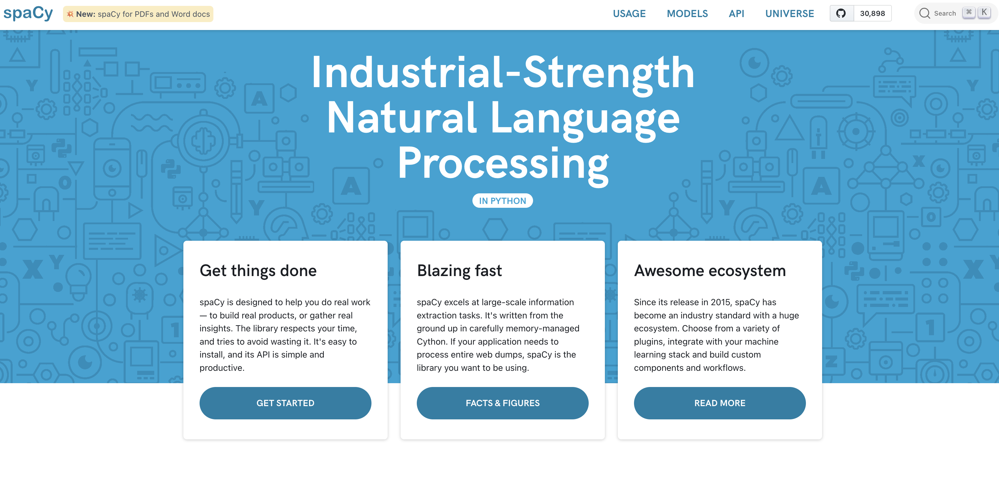 spaCy
💥 New: spaCy for PDFs and Word docs
USAGE
MODELS
API
UNIVERSE
30,898
Search
⌘ K
Industrial-Strength
Natural Language
Processing
IN PYTHON
Get things done
spaCy is designed to help you do real work
— to build real products, or gather real
insights. The library respects your time,
and tries to avoid wasting it. It's easy to
install, and its API is simple and
productive.
GET STARTED
Blazing fast
spaCy excels at large-scale information
extraction tasks. It's written from the
ground up in carefully memory-managed
Cython. If your application needs to
process entire web dumps, spaCy is the
library you want to be using.
FACTS & FIGURES
Awesome ecosystem
Since its release in 2015, spaCy has
become an industry standard with a huge
ecosystem. Choose from a variety of
plugins, integrate with your machine
learning stack and build custom
components and workflows.
READ MORE